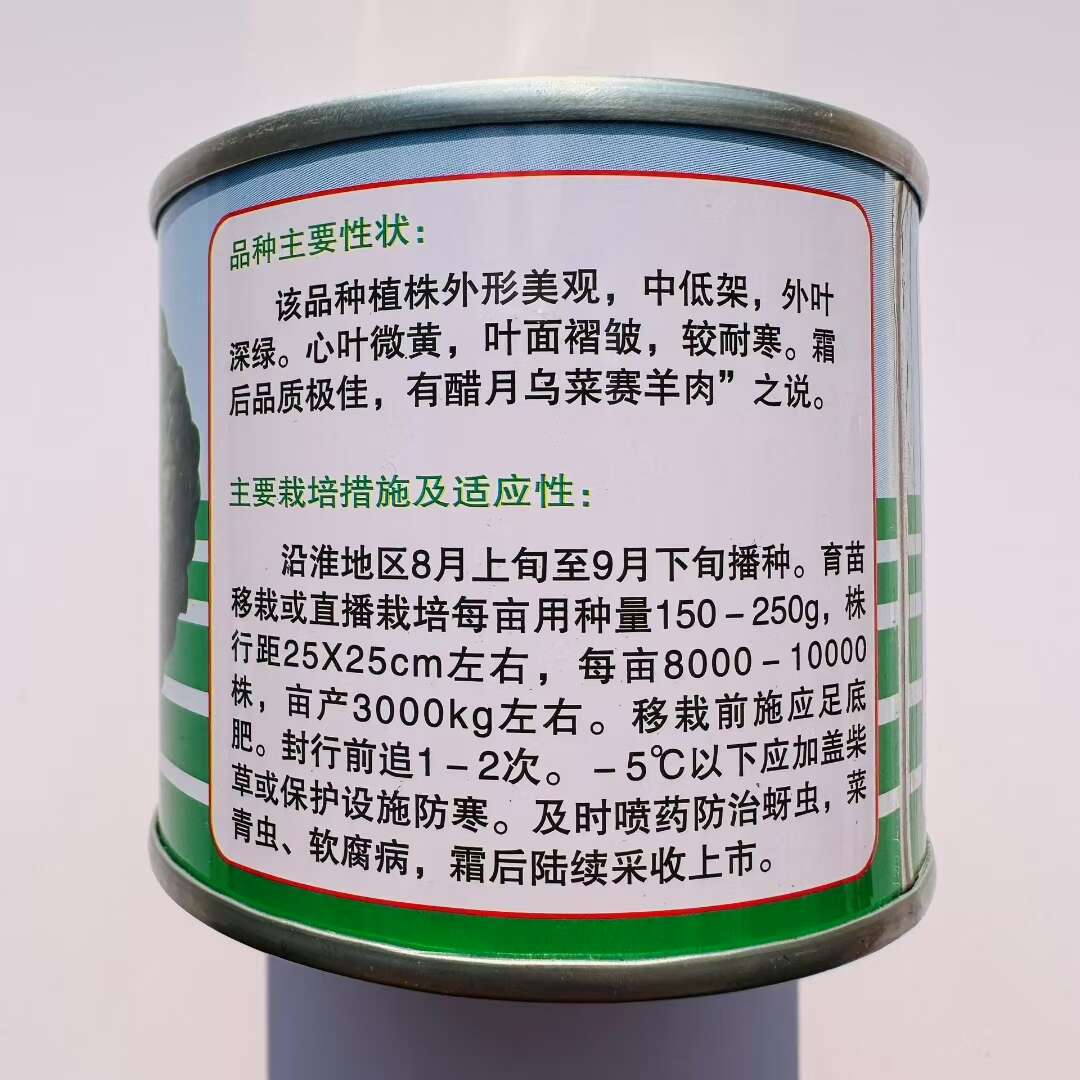 品种主要性状：
该品种植株外形美观，中低架，外叶
深绿。心叶微黄，叶面褶皱，较耐寒。霜
后品质极佳，有醋月乌菜赛羊肉”之说。
主要栽培措施及适应性：
沿淮地区8月上旬至9月下旬播种。育苗
移栽或直播栽培每亩用种量150－250g，株
行距25X25cm左右，每亩8000－10000
株，亩产3000kg左右。移栽前施应足底
肥。封行前追1－2次。－5℃以下应加盖柴
草或保护设施防寒。及时喷药防治蚜虫，菜
青虫、软腐病，霜后陆续采收上市。